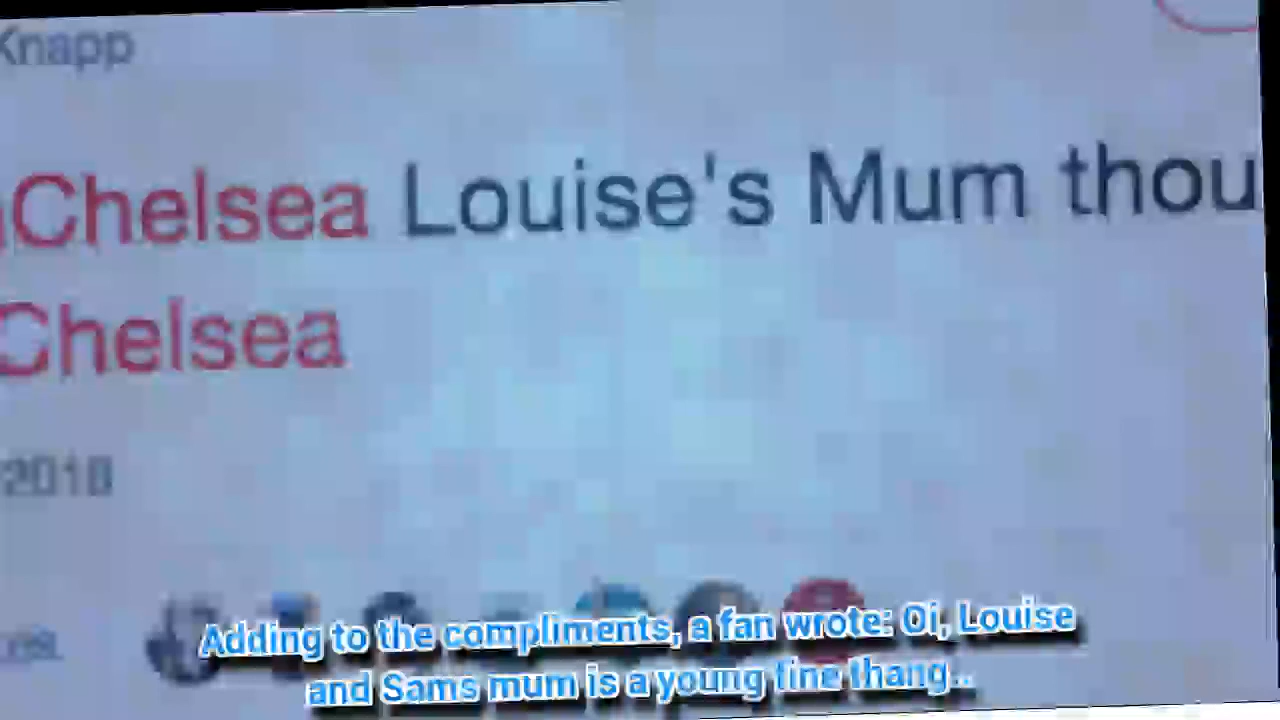 Knapp
Chelsea Louise's Mum thou
Chelsea
2018
Adding to the compliments, a fan wrote: Oi, Louise
and Sams mum is a young fine thang..